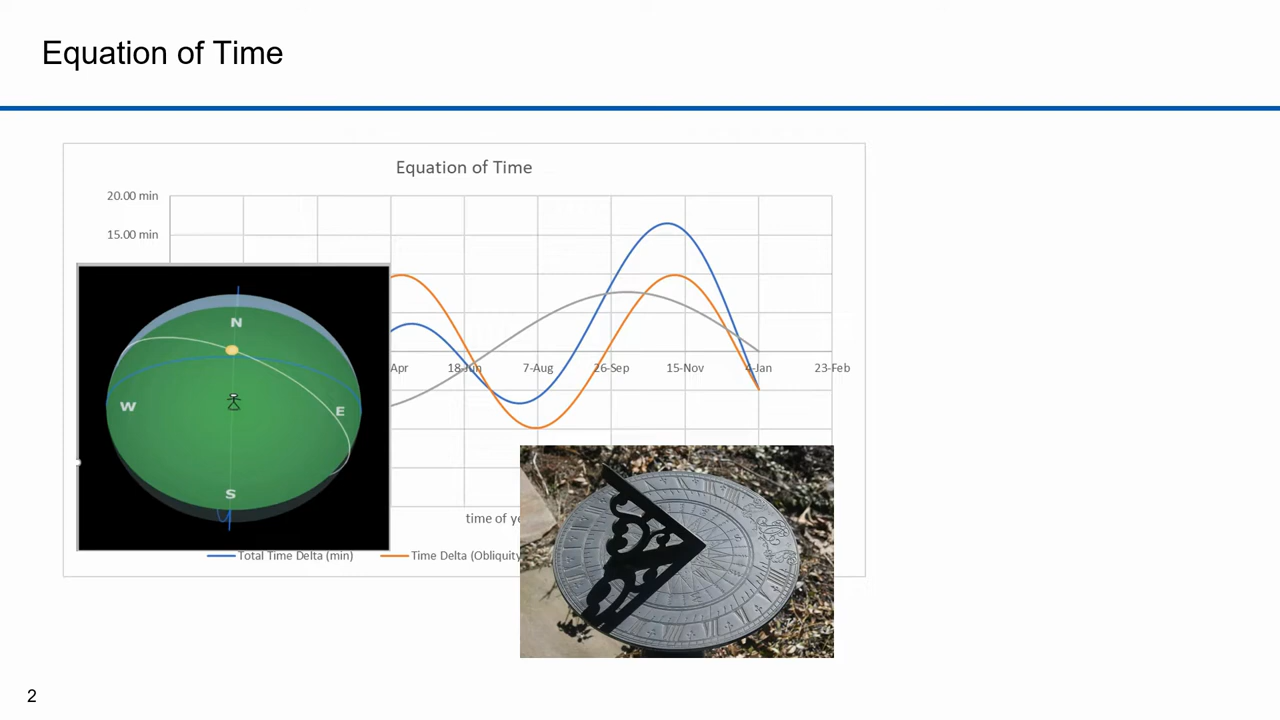 Equation of Time
Equation of Time
20.00 min
15.00 min
N
W
E
S
Apr
18-Jun
7-Aug
26-Sep
15-Nov
4-Jan
23-Feb
time of
Total Time Delta (min)
Time Delta (Obliquity
2